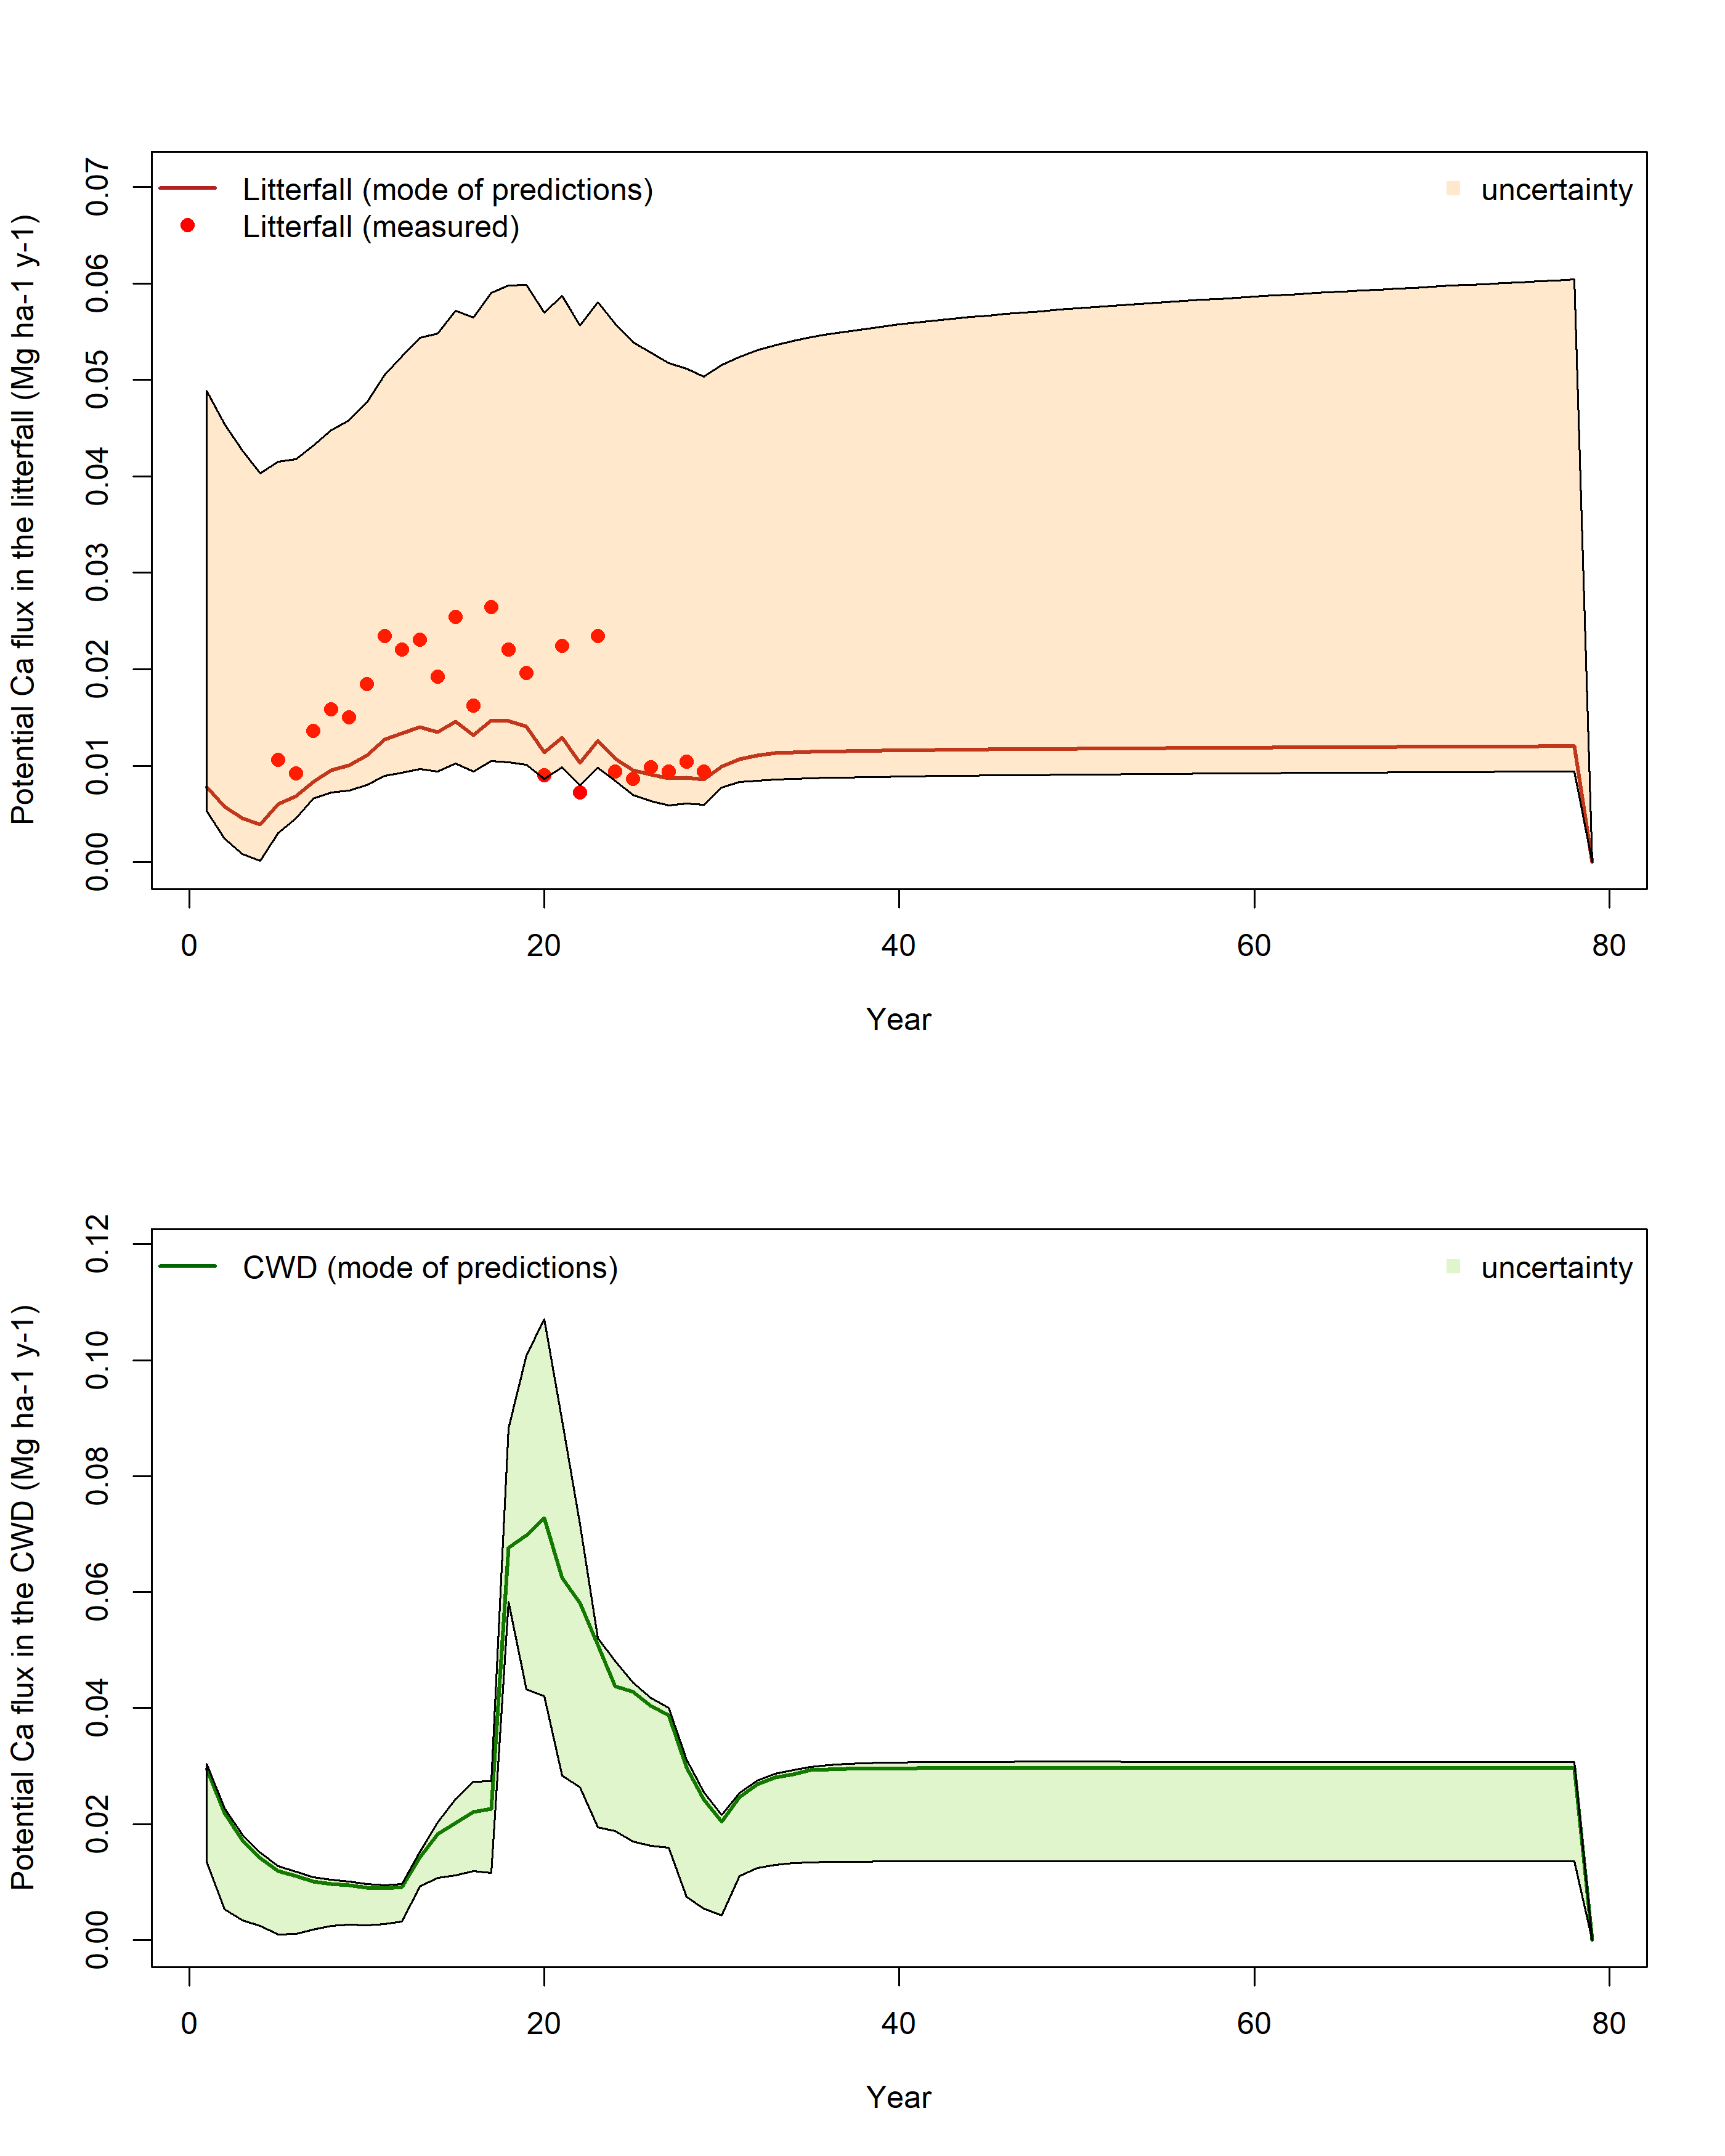 Potential Ca flux in the litterfall (Mg ha-1 y-1)
0.07
0.06
0.05
0.04
0.03
0.02
0.01
0.00
Litterfall (mode of predictions)
Litterfall (measured)
uncertainty
0 20 40 60 80
Year
Potential Ca flux in the CWD (Mg ha-1 y-1)
0.12
0.10
0.08
0.06
0.04
0.02
0.00
CWD (mode of predictions)
uncertainty
0 20 40 60 80
Year